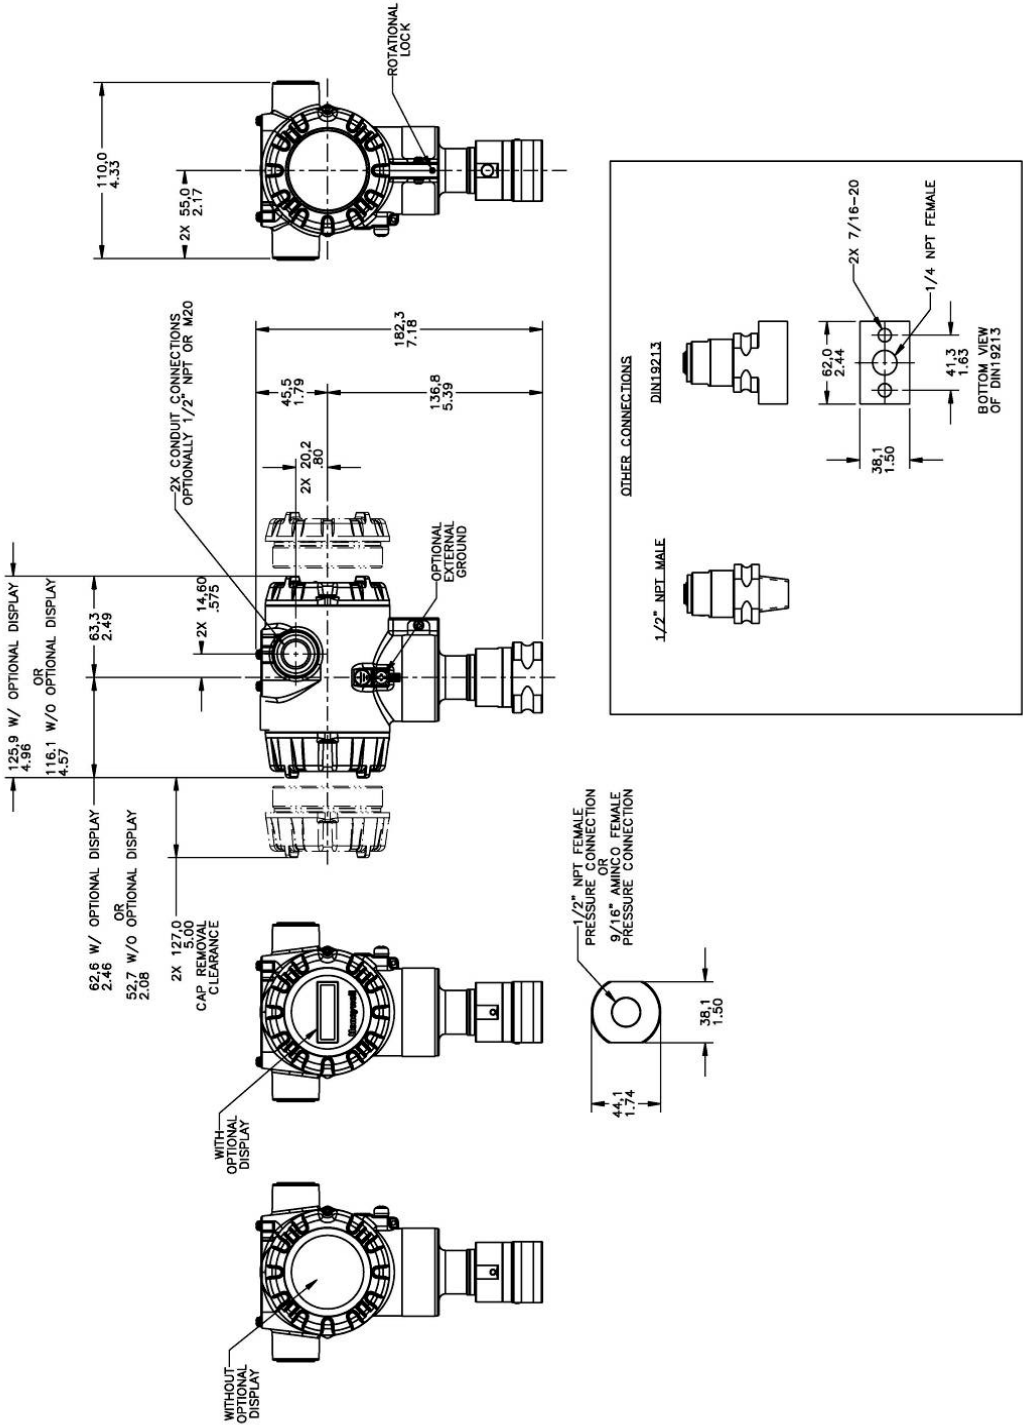 WITHOUT
OPTIONAL
DISPLAY
WITH
OPTIONAL
DISPLAY
Honeywell
62,6 W/ OPTIONAL DISPLAY
2.46
OR
52,7 W/O OPTIONAL DISPLAY
2.08
2X 127,0
5.00
CAP REMOVAL
CLEARANCE
125,9 W/ OPTIONAL DISPLAY
4.96
OR
116.1 W/O OPTIONAL DISPLAY
4.57
63,3
2.49
2X 14,60
.575
2X CONDUIT CONNECTIONS
OPTIONALLY 1/2" NPT OR M20
2X 20,2
.80
45,5
1.79
182,3
7.18
136,8
5.39
OPTIONAL
EXTERNAL
GROUND
110,0
4.33
2X 55,0
2.17
ROTATIONAL
LOCK
1/2" NPT FEMALE
PRESSURE CONNECTION
OR
9/16" AMINCO FEMALE
PRESSURE CONNECTION
44,1
1.74
38,1
1.50
OTHER CONNECTIONS
1/2" NPT MALE
DIN19213
62,0
2.44
2X 7/16-20
1/4 NPT FEMALE
38,1
1.50
41,3
1.63
BOTTOM VIEW
OF DIN19213